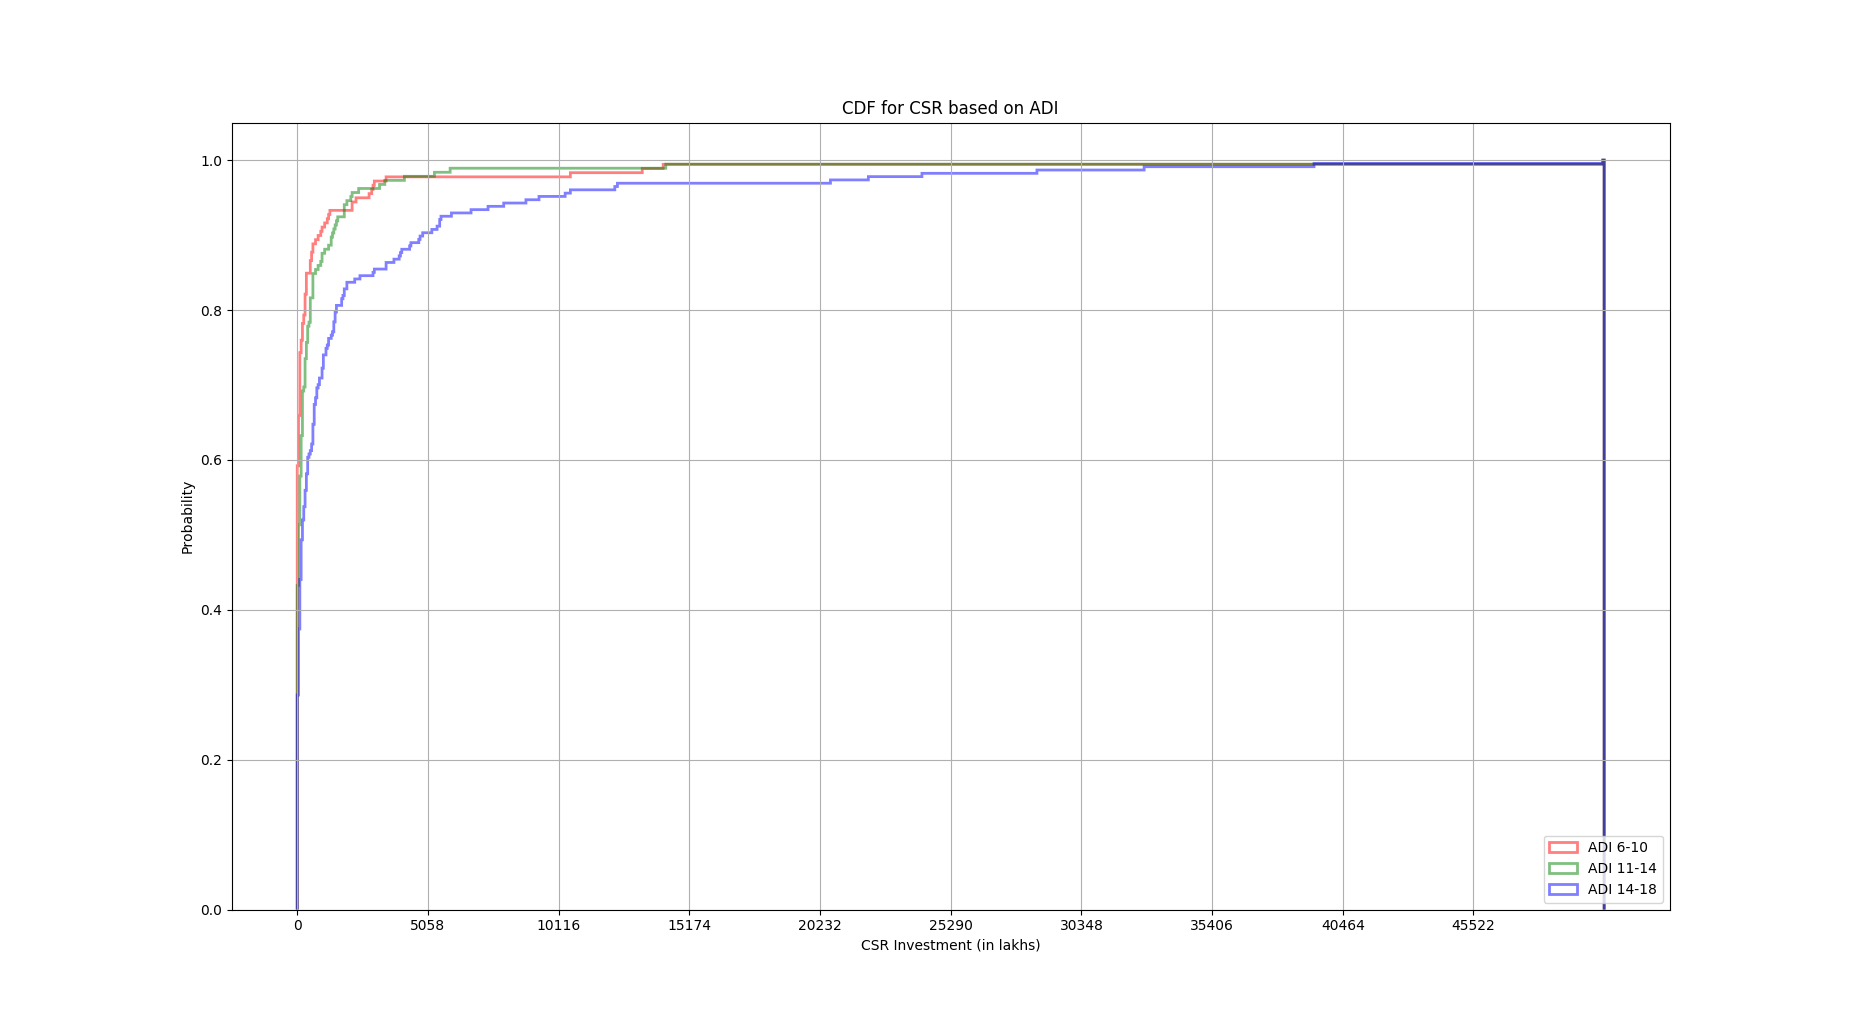 CDF for CSR based on ADI
1.0
0.8
0.6
0.4
0.2
0.0
Probability
0 5058 10116 15174 20232 25290 30348 35406 40464 45522
CSR Investment (in lakhs)
ADI 6-10
ADI 11-14
ADI 14-18